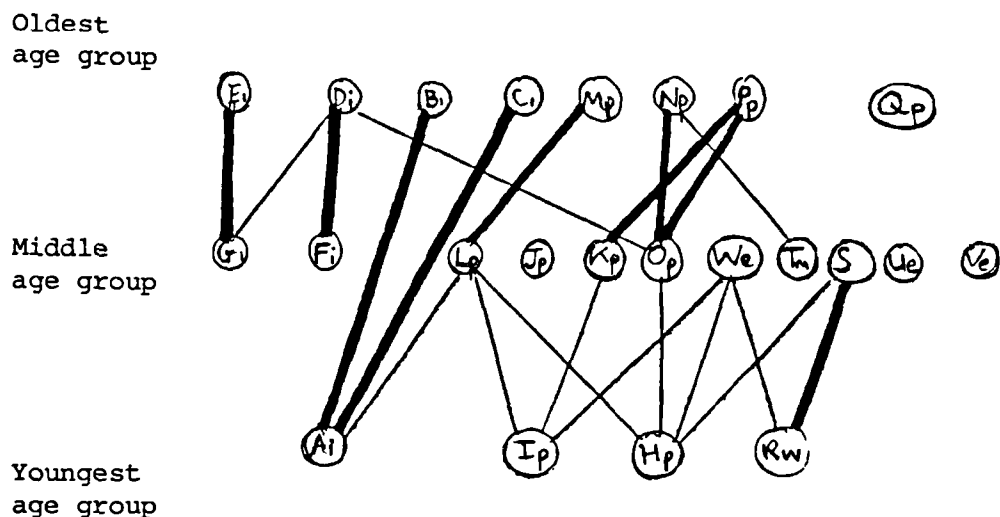 Oldest
age group
Ei Di Bi Ci Mp Np Pp Qp
Middle
age group
Gi Fi Lp Jp Kp Op We Tm S Ue Ve
Ai Ip Hp Rw
Youngest
age group